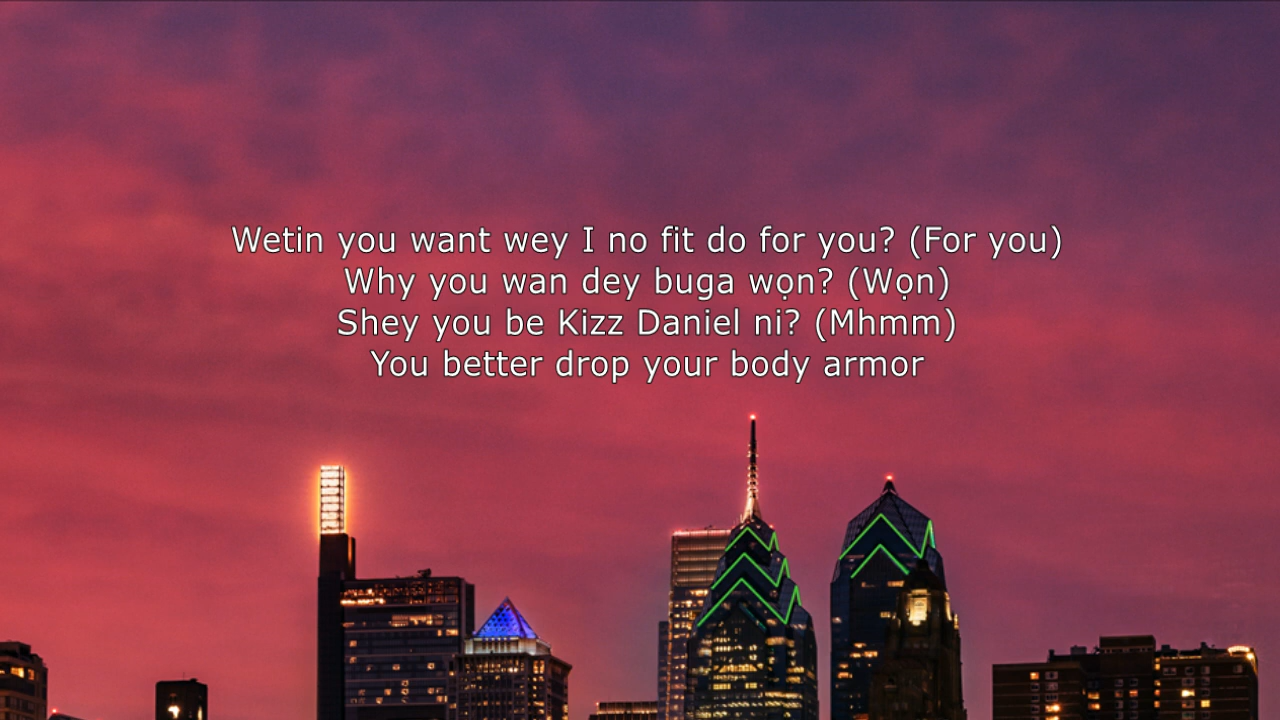 Wetin you want wey I no fit do for you? (For you)
Why you wan dey buga wọn? (Wọn)
Shey you be Kizz Daniel ni? (Mhmm)
You better drop your body armor